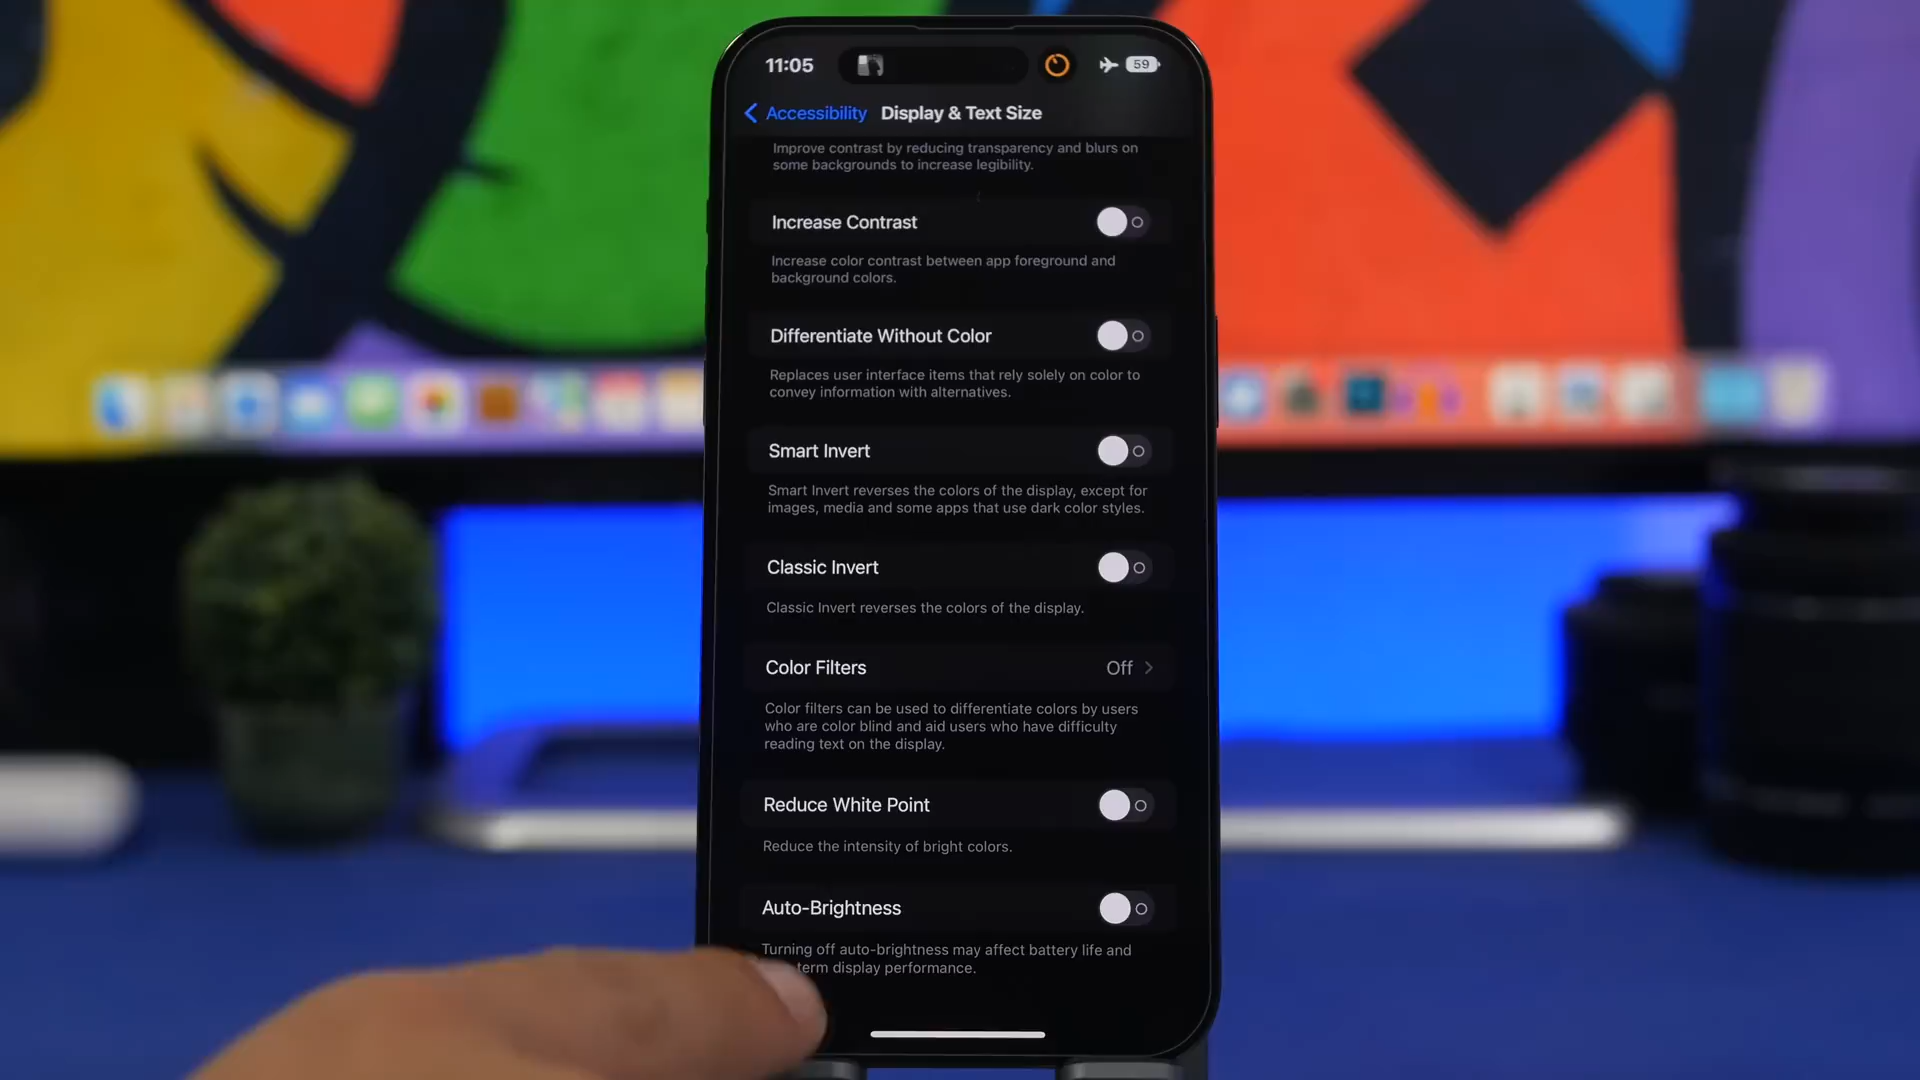 11:05
59
Accessibility
Display & Text Size
Improve contrast by reducing transparency and blurs on
some backgrounds to increase legibility.
Increase Contrast
Increase color contrast between app foreground and
background colors.
Differentiate Without Color
Replaces user interface items that rely solely on color to
convey information with alternatives.
Smart Invert
Smart Invert reverses the colors of the display, except for
images, media and some apps that use dark color styles.
Classic Invert
Classic Invert reverses the colors of the display.
Color Filters
Off
Color filters can be used to differentiate colors by users
who are color blind and aid users who have difficulty
reading text on the display.
Reduce White Point
Reduce the intensity of bright colors.
Auto-Brightness
Turning off auto-brightness may affect battery life and
term display performance.